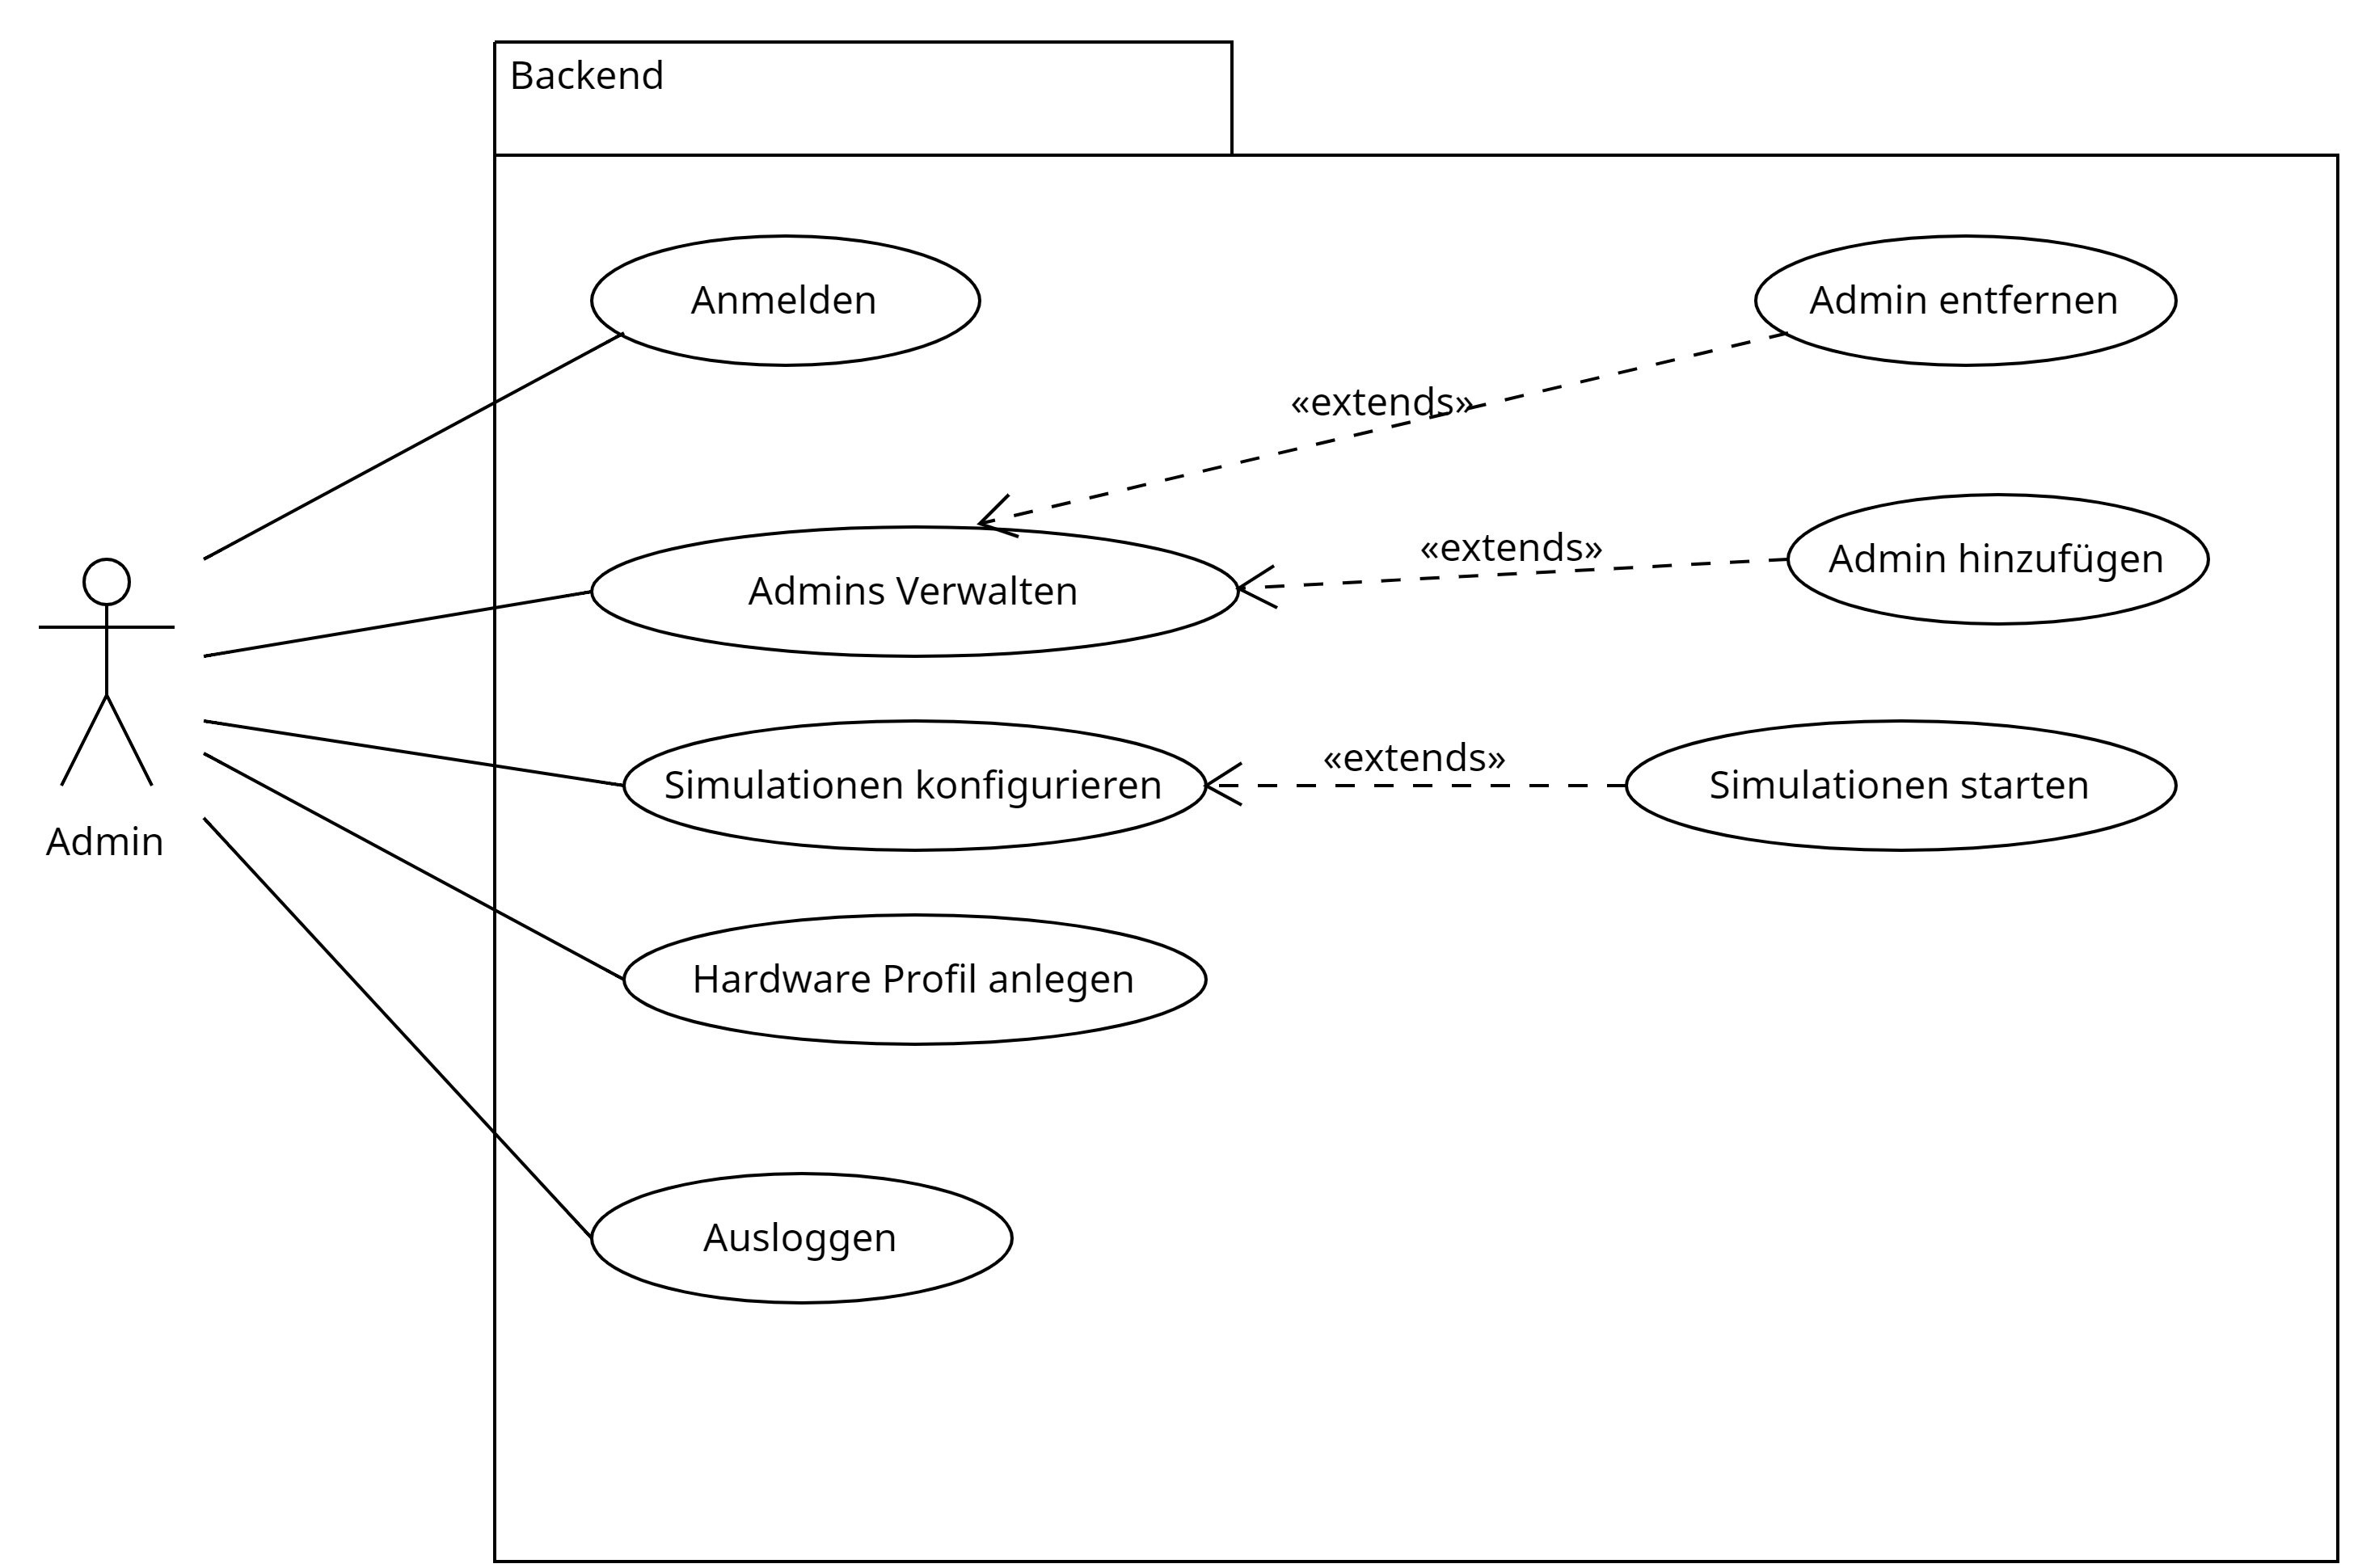 Backend
Anmelden
Admin entfernen
«extends»
«extends»
Admin hinzufügen
Admins Verwalten
«extends»
Simulationen konfigurieren
Simulationen starten
Admin
Hardware Profil anlegen
Ausloggen